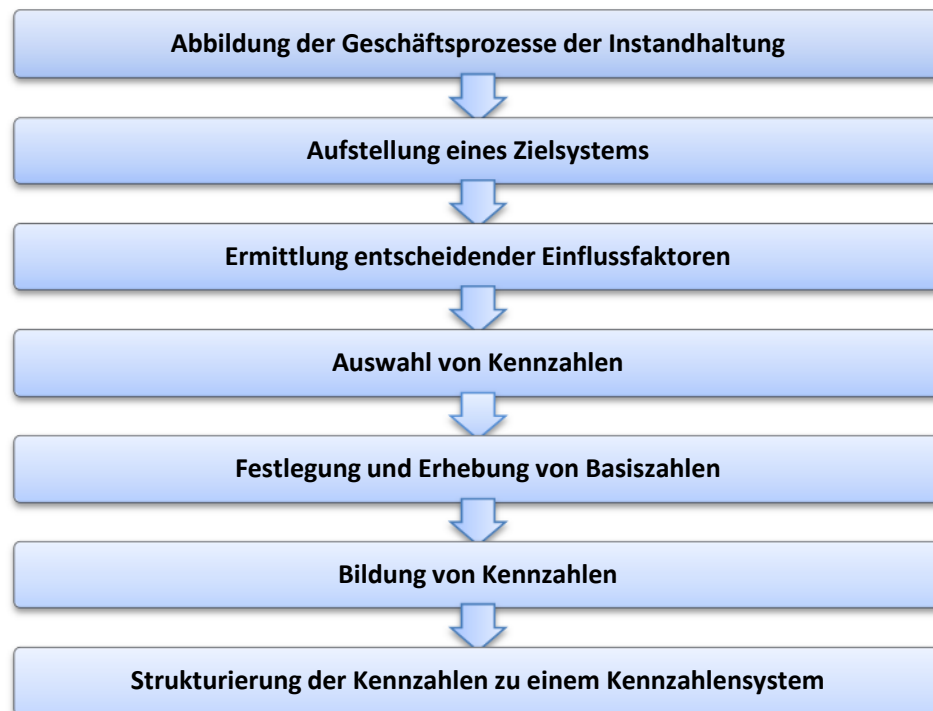 Abbildung der Geschäftsprozesse der Instandhaltung
Aufstellung eines Zielsystems
Ermittlung entscheidender Einflussfaktoren
Auswahl von Kennzahlen
Festlegung und Erhebung von Basiszahlen
Bildung von Kennzahlen
Strukturierung der Kennzahlen zu einem Kennzahlensystem